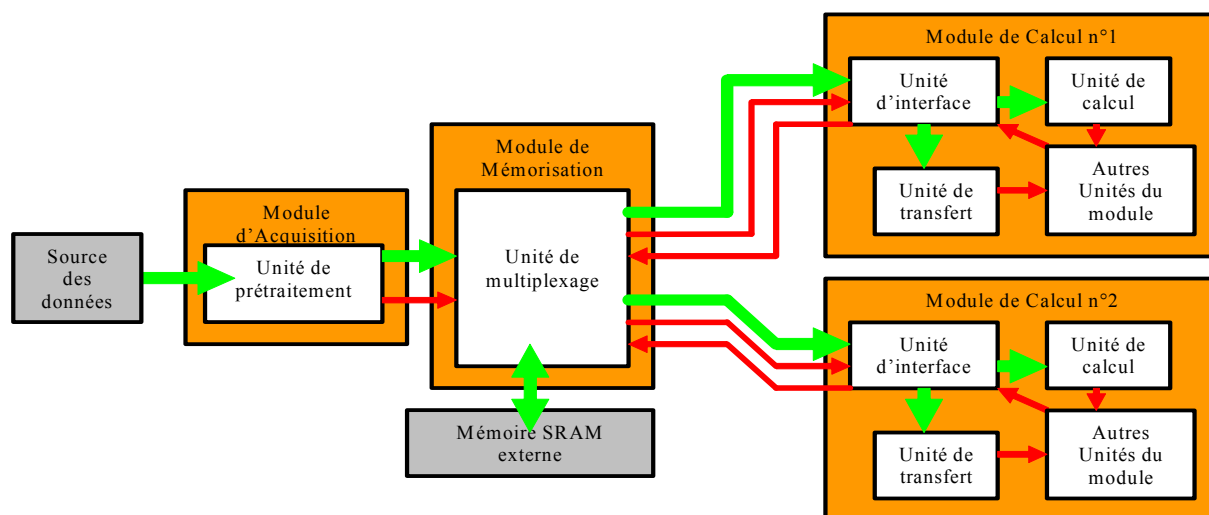 Source
des
données
Module
d'Acquisition
Unité de
prétraitement
Module de
Mémorisation
Unité de
multiplexage
Mémoire SRAM
externe
Module de Calcul n°1
Unité
d'interface
Unité de
calcul
Unité de
transfert
Autres
Unités du
module
Module de Calcul n°2
Unité
d'interface
Unité de
calcul
Unité de
transfert
Autres
Unités du
module